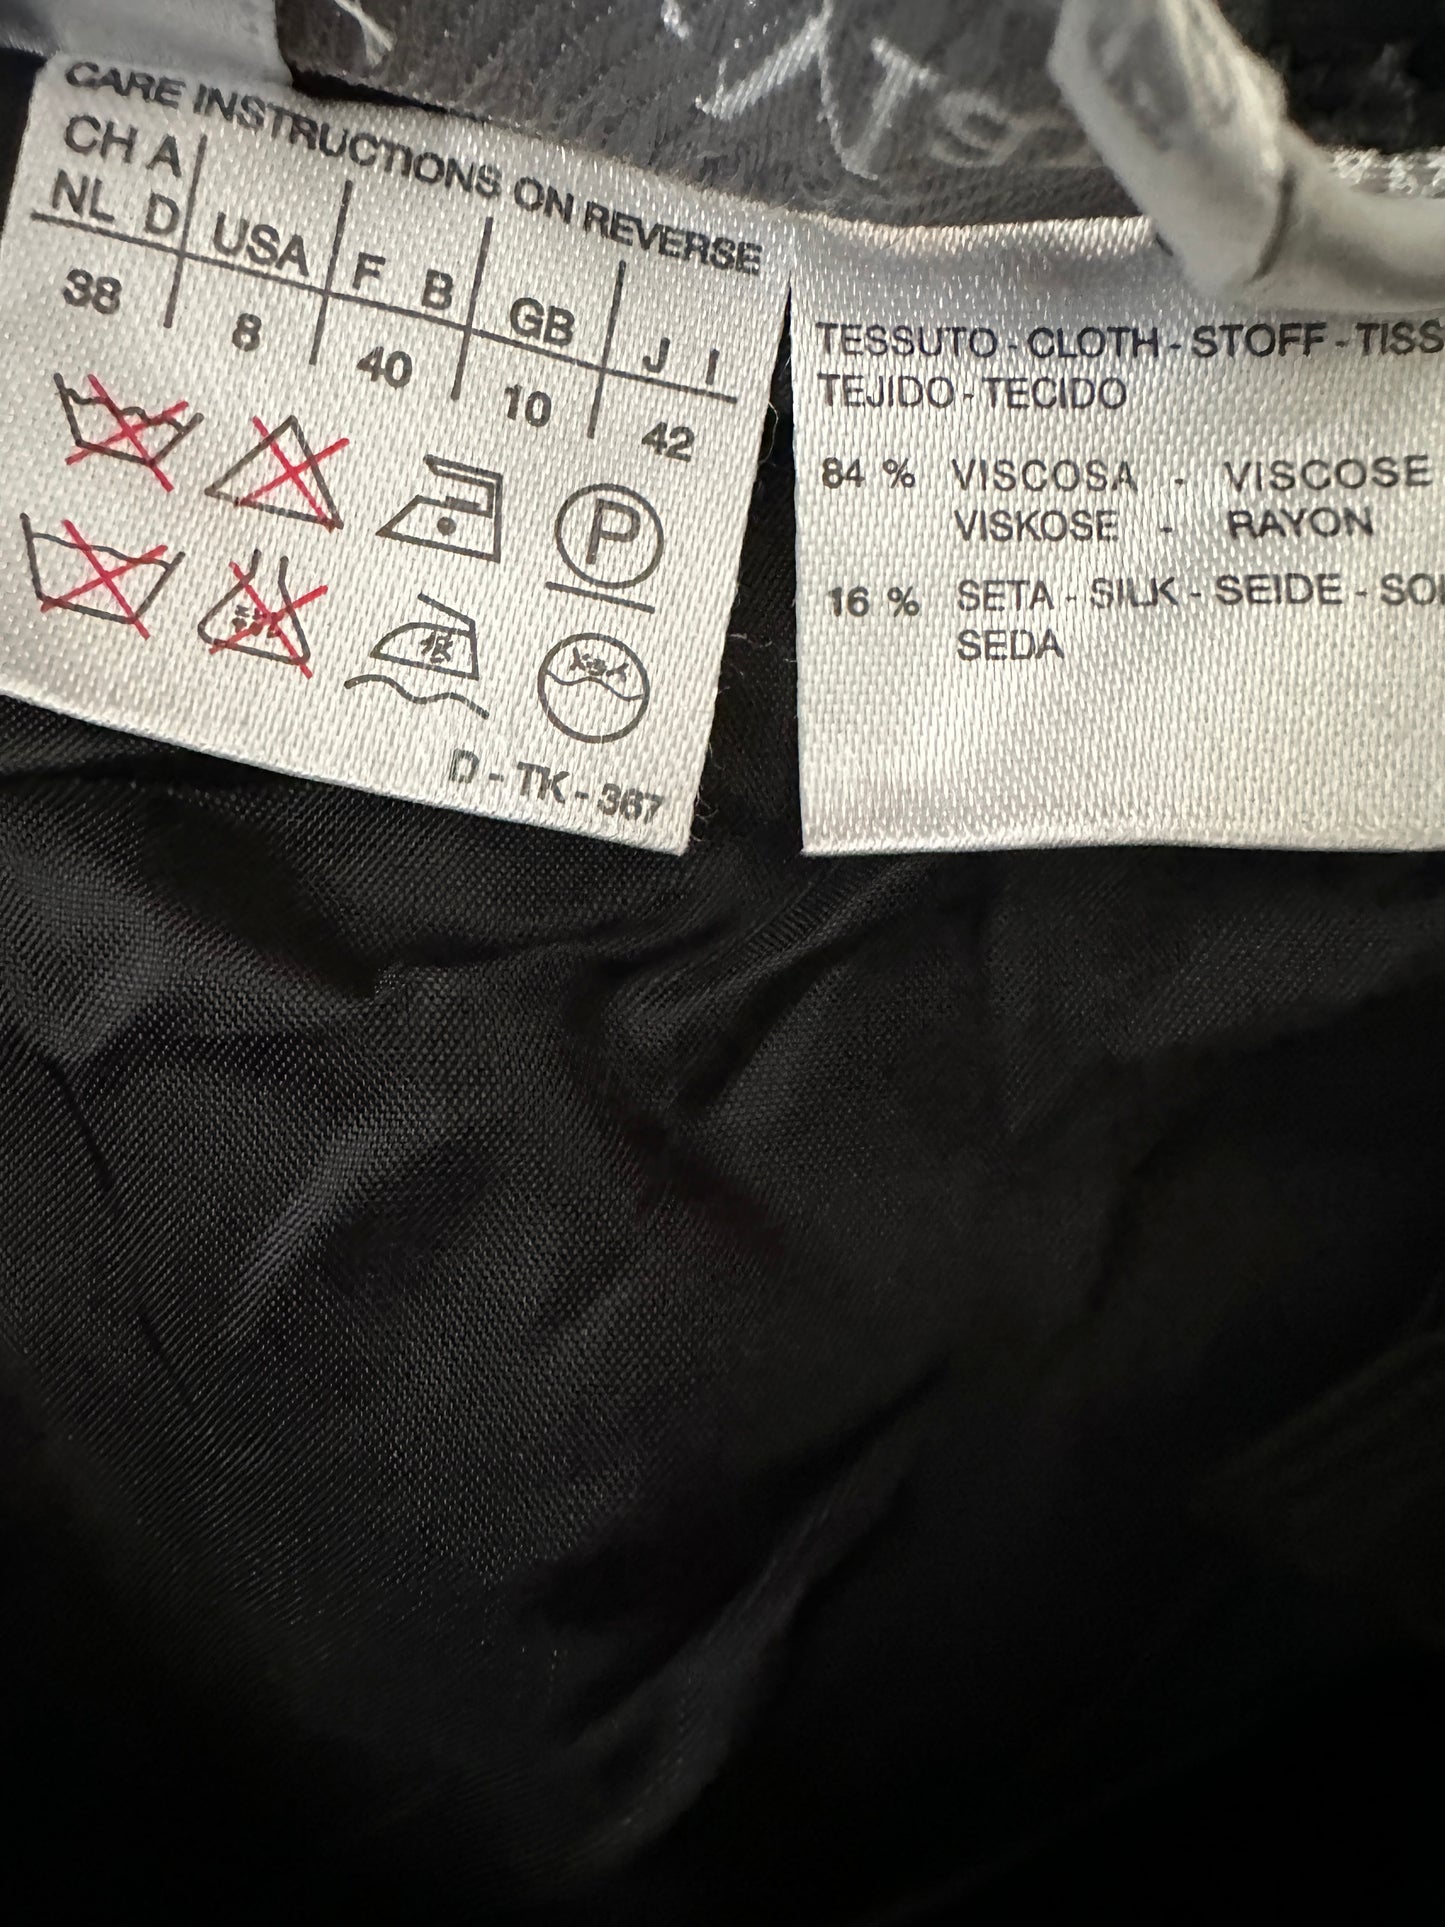 CARE INSTRUCTIONS ON REVERSE
CH A
NL D USA F B GB J I
38 8 40 10 42
P
D - TK - 367
TESSUTO - CLOTH - STOFF - TISS
TEJIDO - TECIDO
84 % VISCOSA - VISCOSE
VISKOSE - RAYON
16 % SETA - SILK - SEIDE - SOI
SEDA